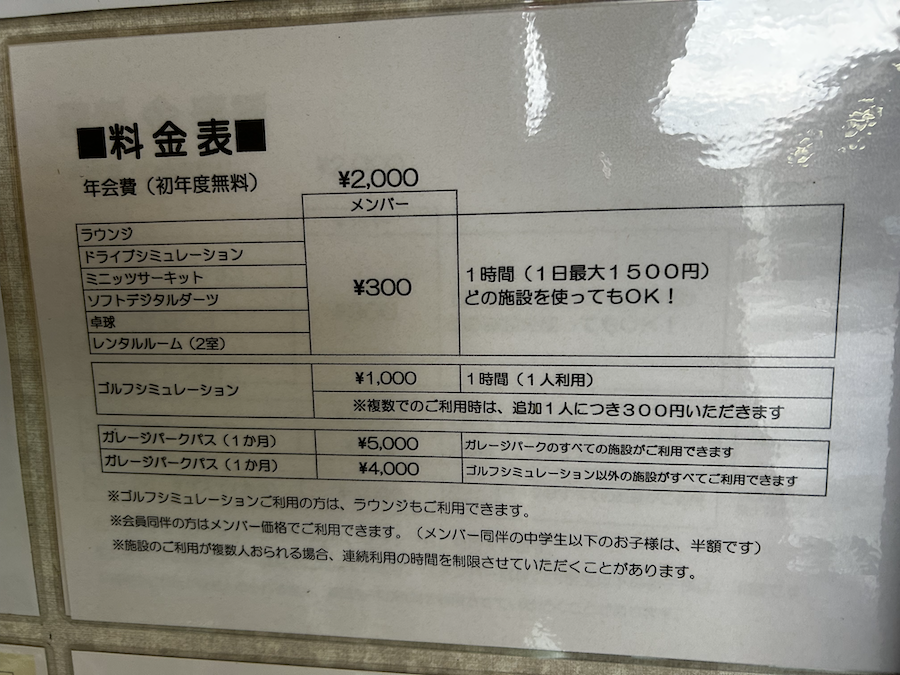 ■料金表■
年会費（初年度無料） ¥2,000
メンバー
ラウンジ
ドライブシミュレーション
ミニッツサーキット
ソフトデジタルダーツ
卓球
レンタルルーム（2室）
¥300
１時間（１日最大１５００円）
どの施設を使ってもＯＫ！
ゴルフシミュレーション
¥1,000 １時間（１人利用）
※複数でのご利用時は、追加１人につき３００円いただきます
ガレージパークパス（１か月） ¥5,000 ガレージパークのすべての施設がご利用できます
ガレージパークパス（１か月） ¥4,000 ゴルフシミュレーション以外の施設がすべてご利用できます
※ゴルフシミュレーションご利用の方は、ラウンジもご利用できます。
※会員同伴の方はメンバー価格でご利用できます。（メンバー同伴の中学生以下のお子様は、半額です）
※施設のご利用が複数人おられる場合、連続利用の時間を制限させていただくことがあります。